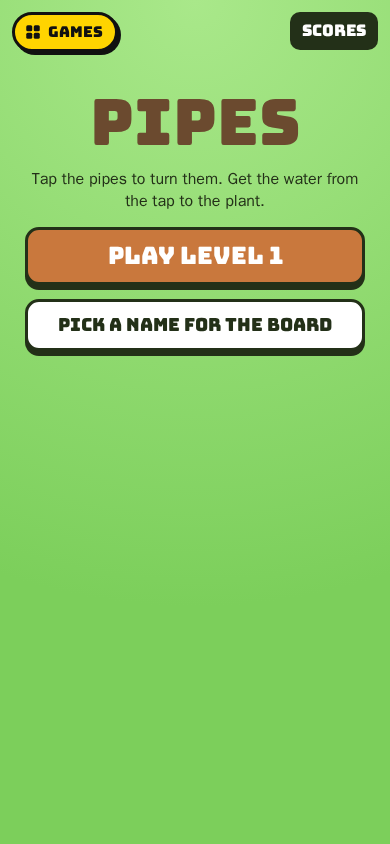 GAMES
SCORES
PIPES
Tap the pipes to turn them. Get the water from
the tap to the plant.
PLAY LEVEL 1
PICK A NAME FOR THE BOARD